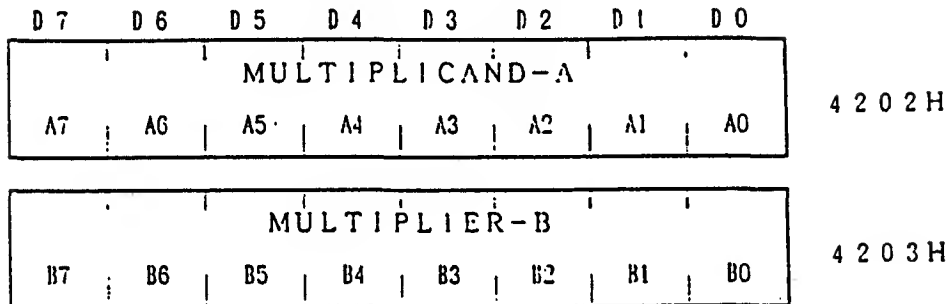 D7 D6 D5 D4 D3 D2 D1 D0
MULTIPLICAND-A
A7 A6 A5 A4 A3 A2 A1 A0
4202H
MULTIPLIER-B
B7 B6 B5 B4 B3 B2 B1 B0
4203H